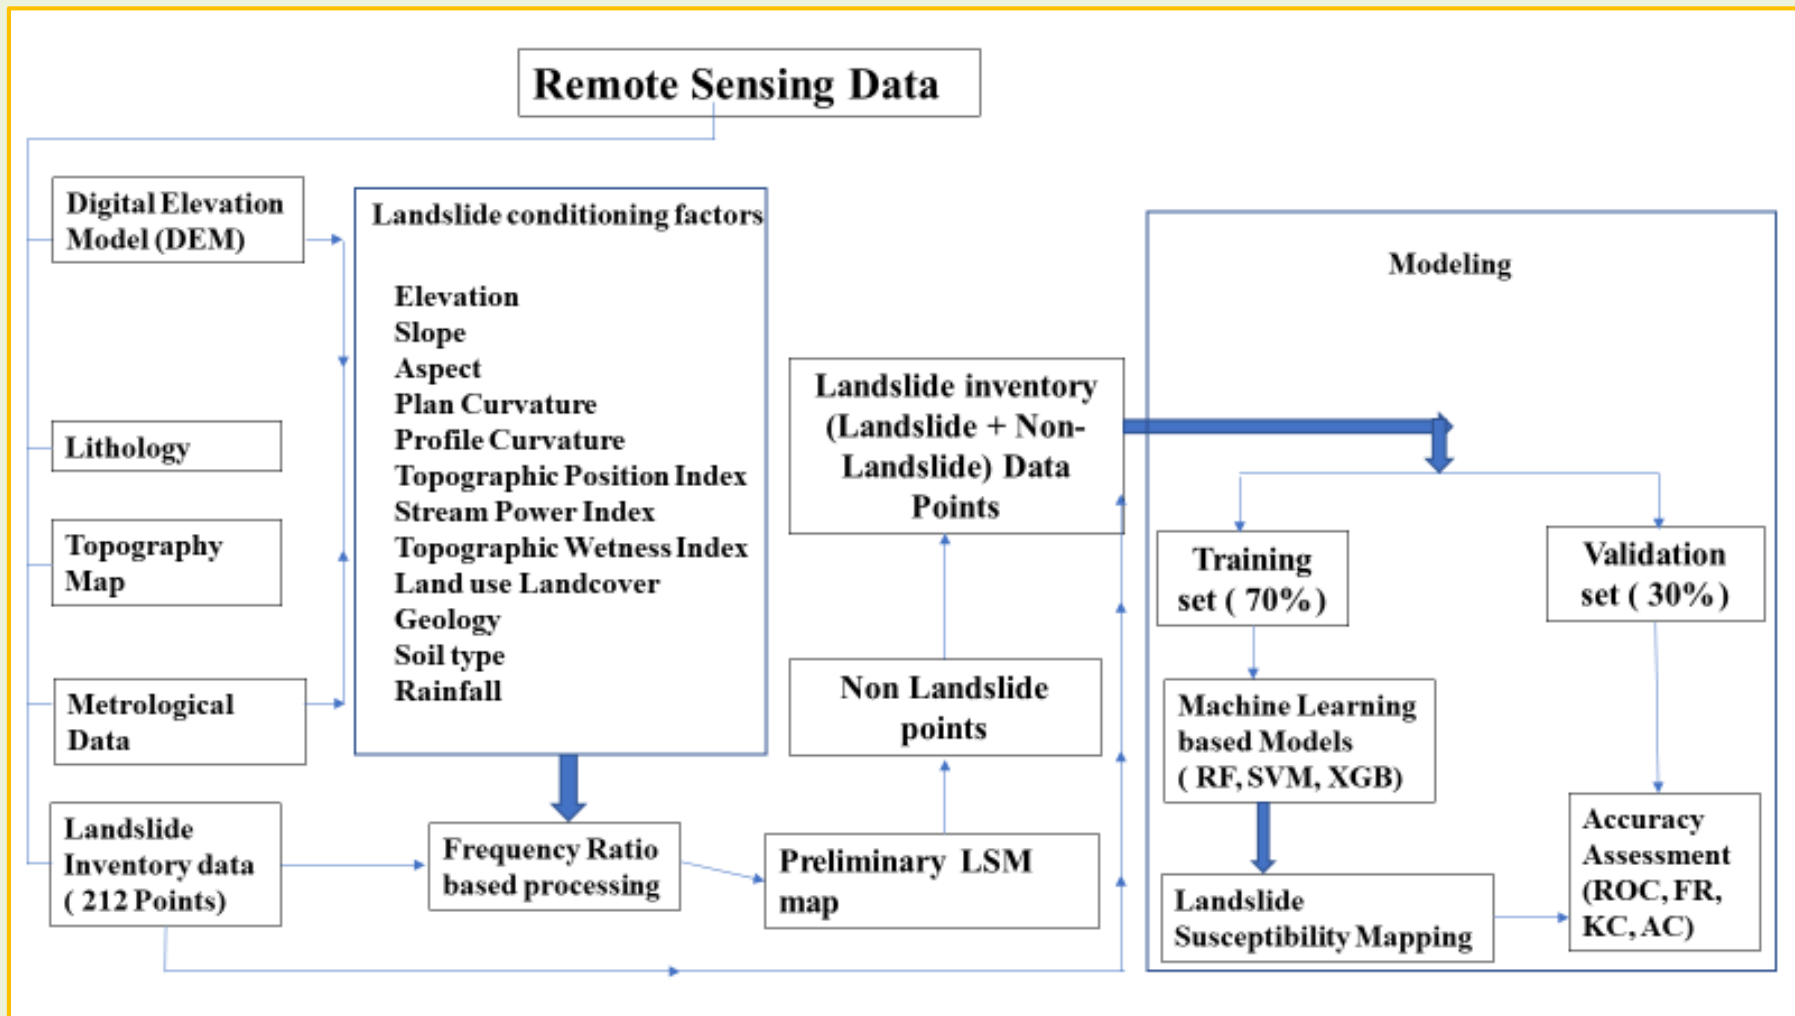 Remote Sensing Data
Digital Elevation
Model (DEM)
Lithology
Topography
Map
Metrological
Data
Landslide
Inventory data
( 212 Points)
Landslide conditioning factors
Elevation
Slope
Aspect
Plan Curvature
Profile Curvature
Topographic Position Index
Stream Power Index
Topographic Wetness Index
Land use Landcover
Geology
Soil type
Rainfall
Frequency Ratio
based processing
Preliminary LSM
map
Non Landslide
points
Landslide inventory
(Landslide + Non-
Landslide) Data
Points
Modeling
Training
set ( 70%)
Validation
set ( 30%)
Machine Learning
based Models
( RF, SVM, XGB)
Landslide
Susceptibility Mapping
Accuracy
Assessment
(ROC, FR,
KC, AC)